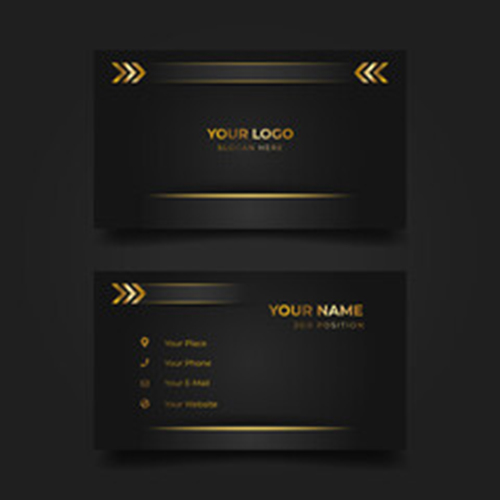 YOUR LOGO
SLOGAN HERE
YOUR NAME
JOB POSITION
Your Place
Your Phone
Your E-Mail
Your Website